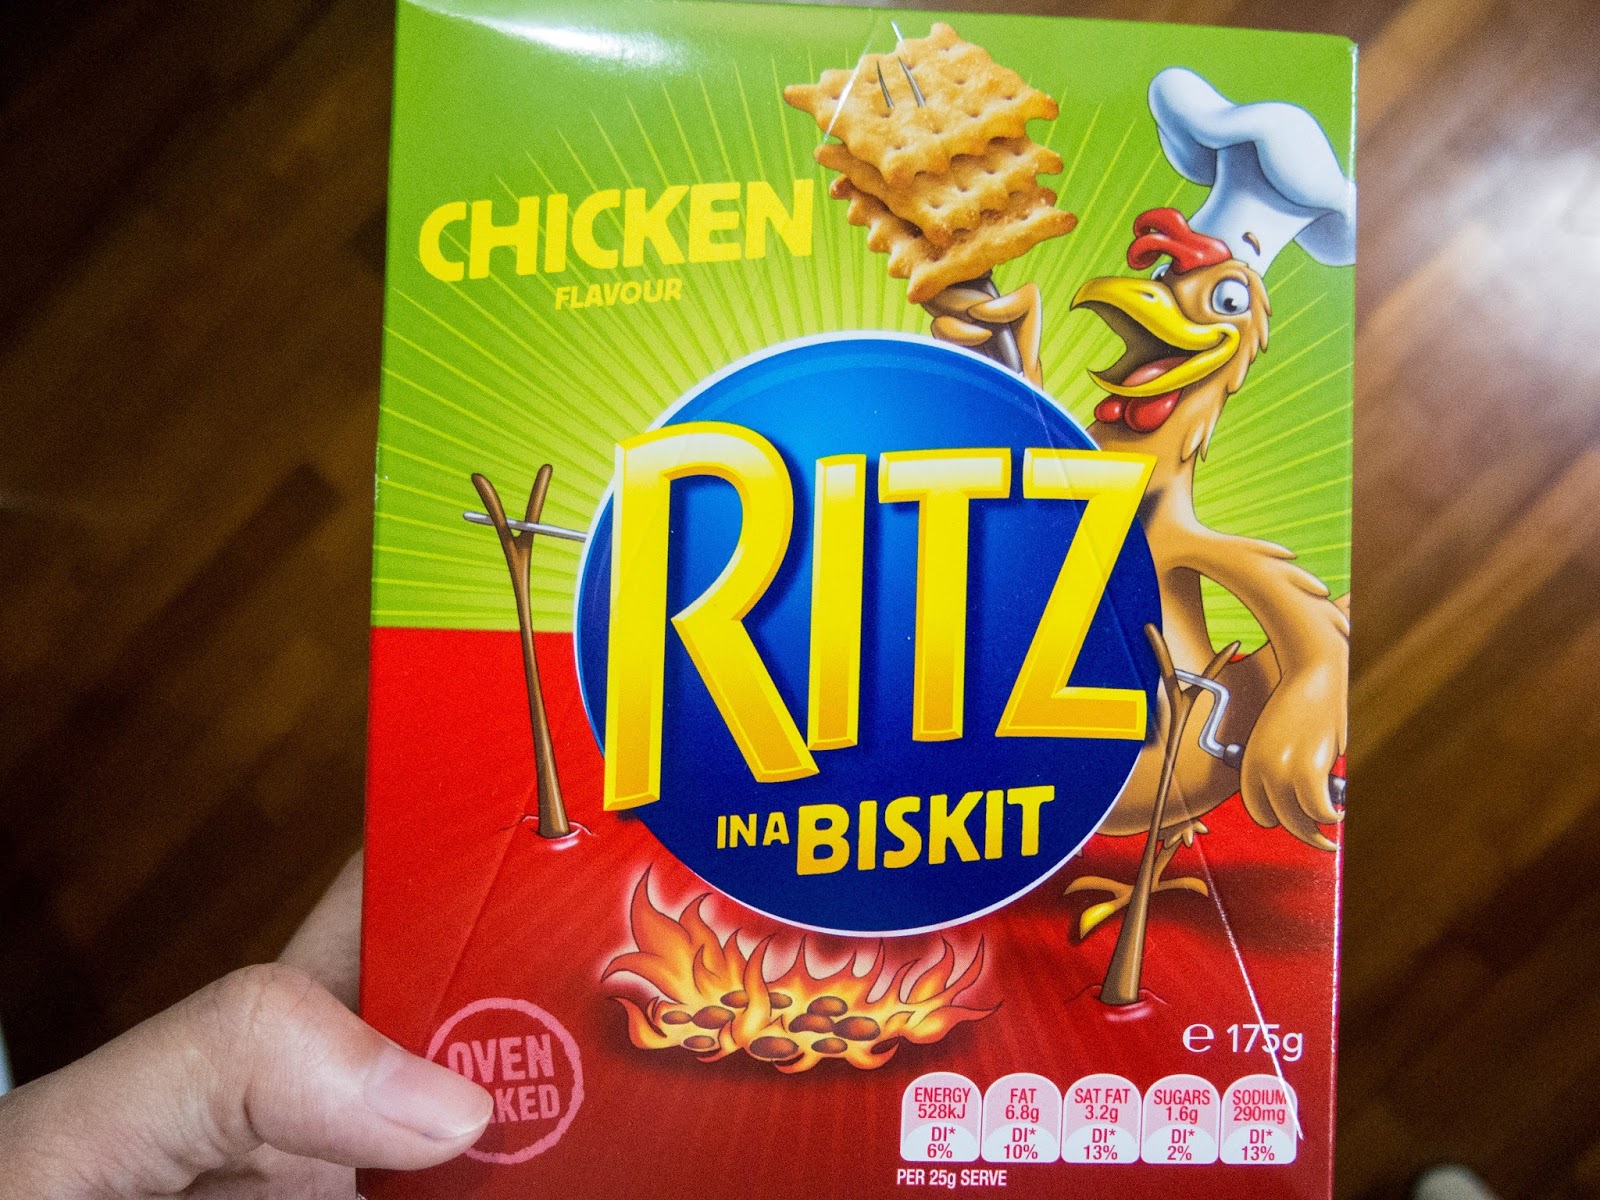 CHICKEN
FLAVOUR
RITZ
IN A BISKIT
OVEN
KED
e 175g
ENERGY FAT SAT FAT SUGARS SODIUM
528kJ 6.8g 3.2g 1.6g 290mg
DI* DI* DI* DI* DI*
6% 10% 13% 2% 13%
PER 25g SERVE